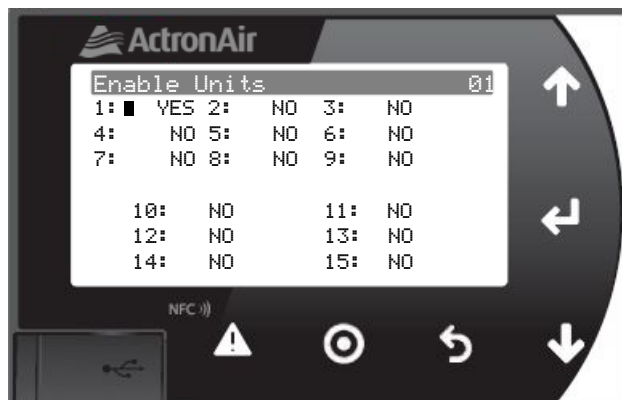 ActronAir
Enable Units 01
1: YES 2: NO 3: NO
4: NO 5: NO 6: NO
7: NO 8: NO 9: NO
10: NO 11: NO
12: NO 13: NO
14: NO 15: NO
NFC